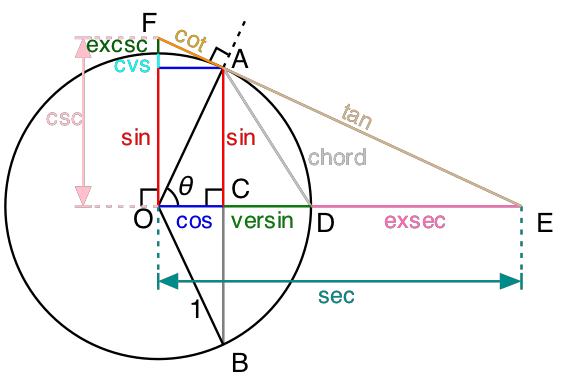 F
excsc
cot
cvs
A
csc
tan
sin
sin
chord
θ
C
O
cos
versin
D
exsec
E
sec
1
B